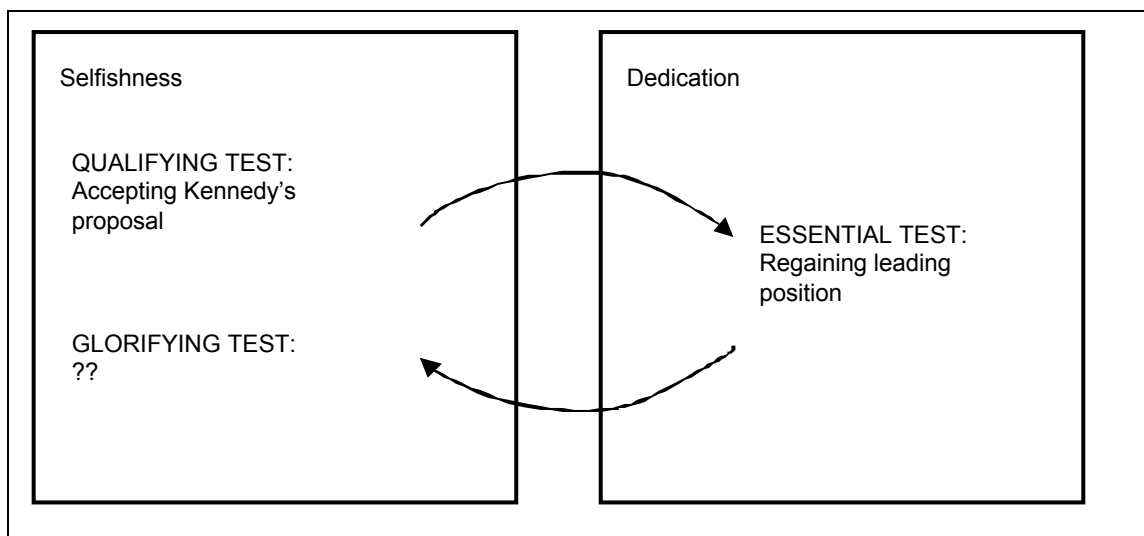 Selfishness
QUALIFYING TEST:
Accepting Kennedy's
proposal
GLORIFYING TEST:
??
Dedication
ESSENTIAL TEST:
Regaining leading
position